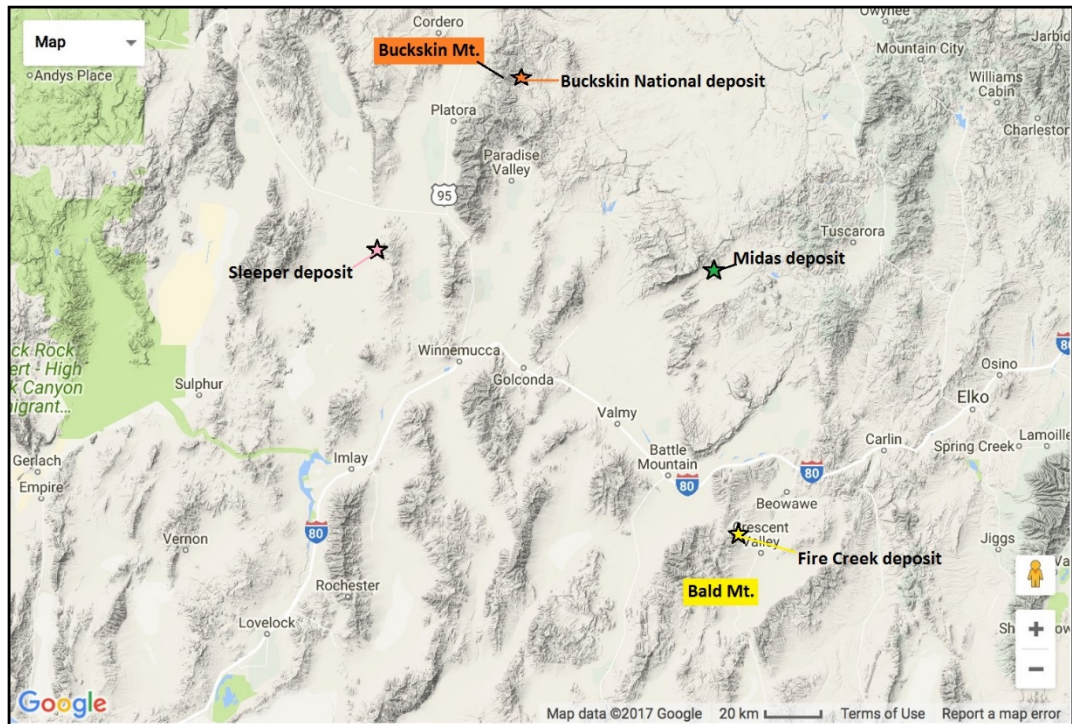 Map
Cordero
Owyhee
Jarbid
Andys Place
Buckskin Mt.
Mountain City
Buckskin National deposit
Williams
Cabin
Platora
Charleston
Paradise
Valley
95
Tuscarora
Sleeper deposit
Midas deposit
ck Rock
ert - High
k Canyon
nigrant...
Winnemucca
Golconda
80
Osino
Sulphur
Elko
Valmy
Carlin
Spring Creek
Lamoille
Gerlach
Empire
Imlay
Battle
Mountain
80
80
Beowawe
80
Vernon
Crescent
Valley
Jiggs
Fire Creek deposit
Rochester
Bald Mt.
Lovelock
+
−
Google
Map data ©2017 Google
20 km
Terms of Use
Report a map error